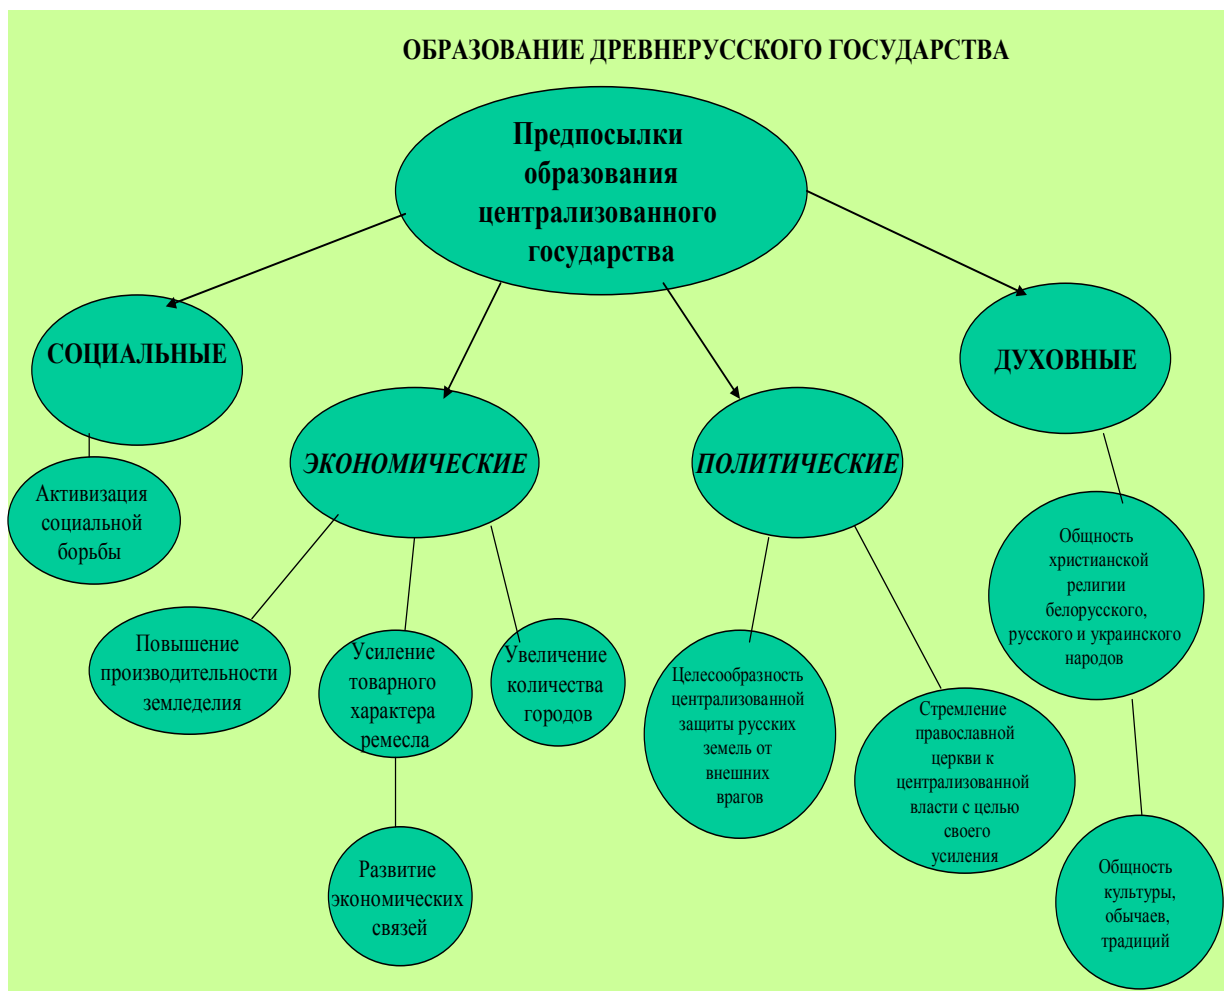 ОБРАЗОВАНИЕ ДРЕВНЕРУССКОГО ГОСУДАРСТВА
Предпосылки
образования
централизованного
государства
СОЦИАЛЬНЫЕ
ЭКОНОМИЧЕСКИЕ
ПОЛИТИЧЕСКИЕ
ДУХОВНЫЕ
Активизация
социальной
борьбы
Повышение
производительности
земледелия
Усиление
товарного
характера
ремесла
Развитие
экономических
связей
Увеличение
количества
городов
Целесообразность
централизованной
защиты русских
земель от
внешних
врагов
Стремление
православной
церкви к
централизованной
власти с целью
своего
усиления
Общность
христианской
религии
белорусского,
русского и украинского
народов
Общность
культуры,
обычаев,
традиций